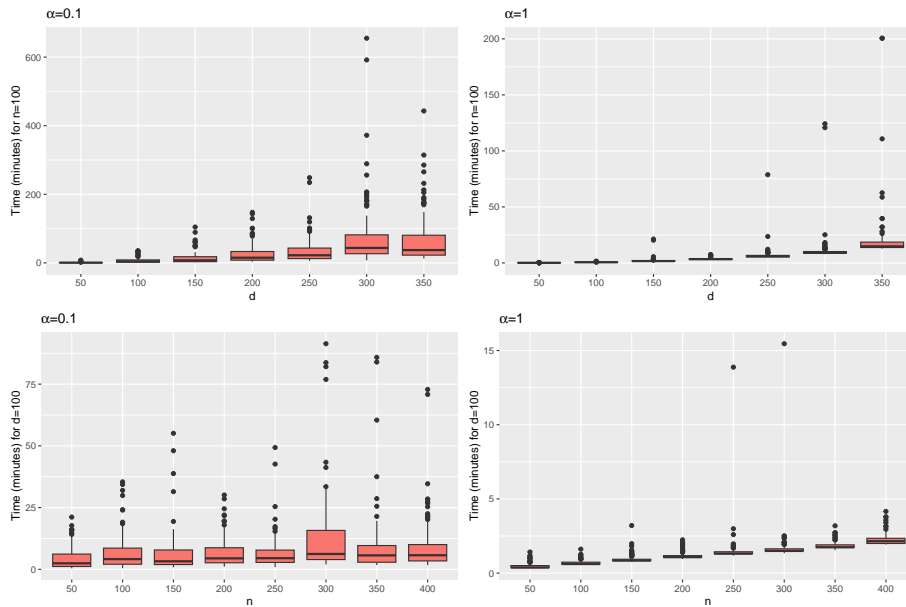 α=0.1
Time (minutes) for n=100
600
400
200
0
50 100 150 200 250 300 350
d
α=1
Time (minutes) for n=100
200
150
100
50
0
50 100 150 200 250 300 350
d
α=0.1
Time (minutes) for d=100
75
50
25
0
50 100 150 200 250 300 350 400
n
α=1
Time (minutes) for d=100
15
10
5
0
50 100 150 200 250 300 350 400
n